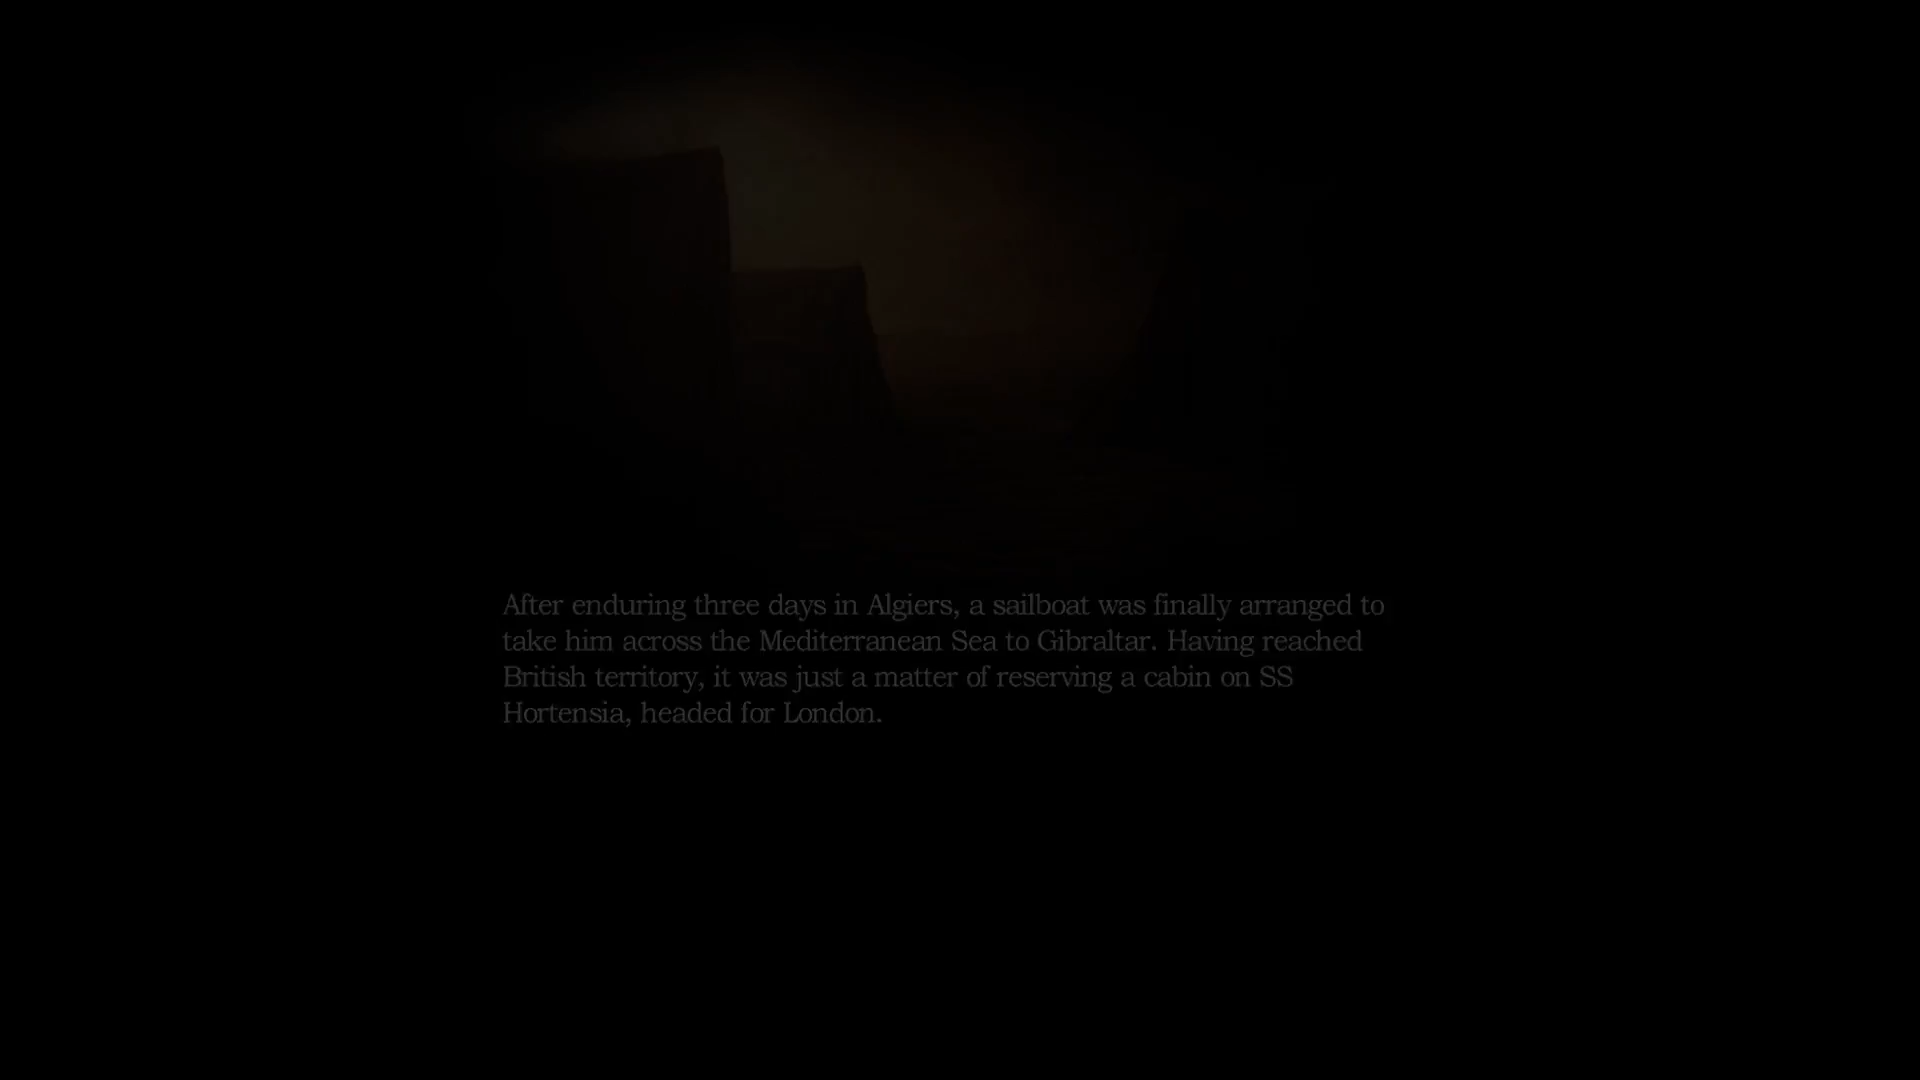 After enduring three days in Algiers, a sailboat was finally arranged to
take him across the Mediterranean Sea to Gibraltar. Having reached
British territory, it was just a matter of reserving a cabin on SS
Hortensia, headed for London.